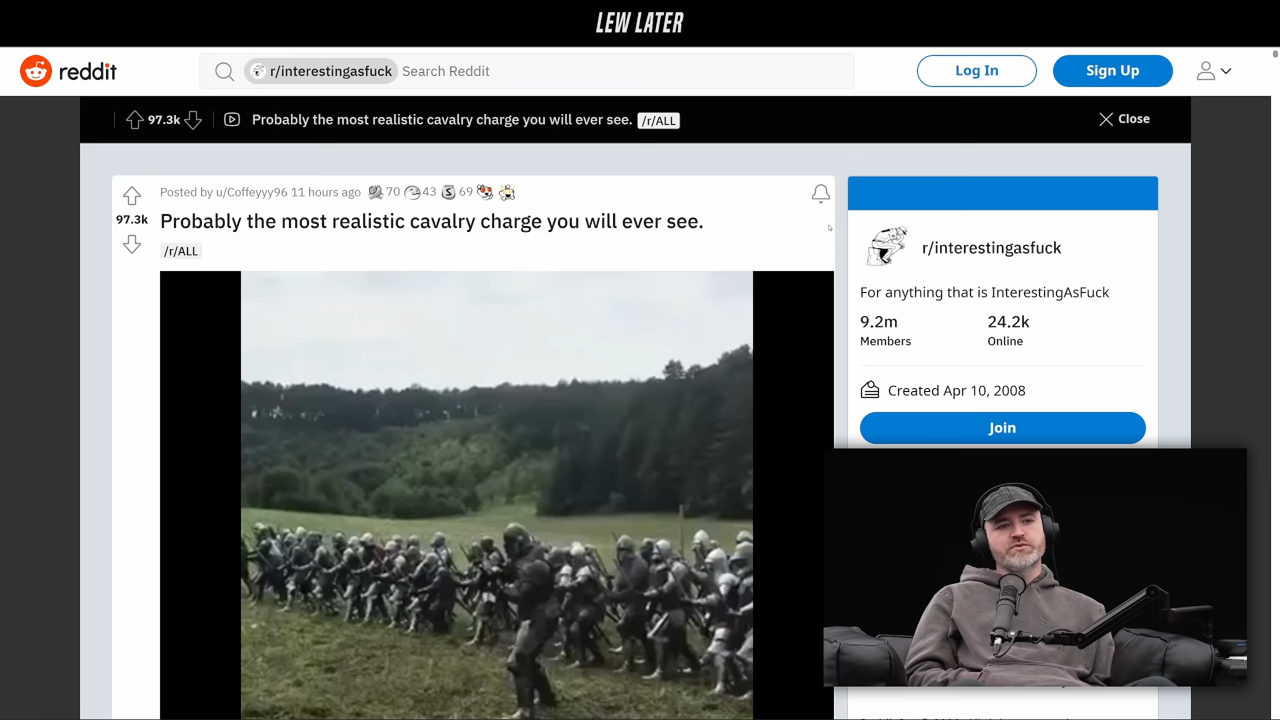 LEW LATER
reddit
r/interestingasfuck Search Reddit
Log In
Sign Up
97.3k
Probably the most realistic cavalry charge you will ever see. /r/ALL
Close
Posted by u/Coffeyyy96 11 hours ago 70 43 S 69
97.3k
Probably the most realistic cavalry charge you will ever see.
/r/ALL
r/interestingasfuck
For anything that is InterestingAsFuck
9.2m
Members
24.2k
Online
Created Apr 10, 2008
Join